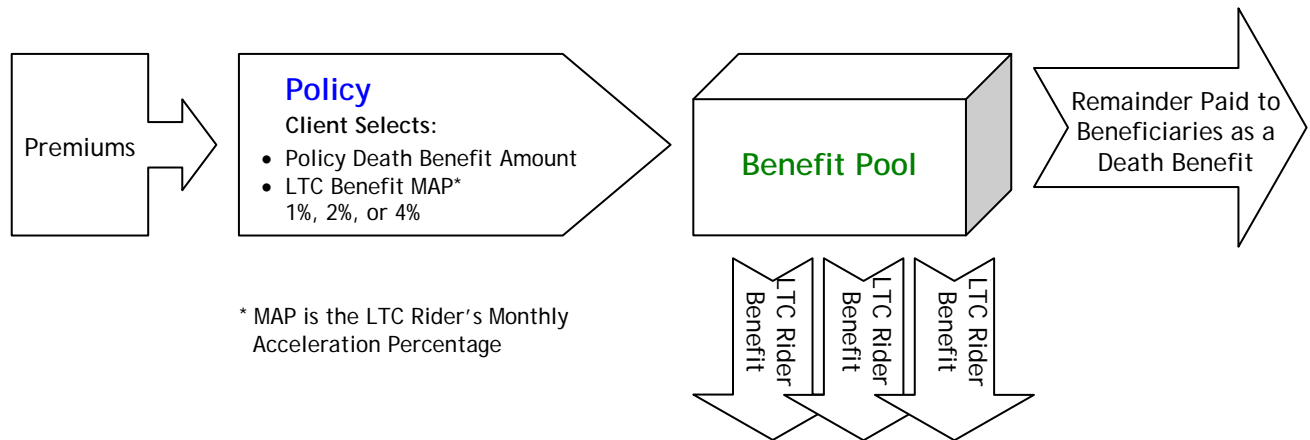 Premiums
Policy
Client Selects:
• Policy Death Benefit Amount
• LTC Benefit MAP*
1%, 2%, or 4%
* MAP is the LTC Rider's Monthly
Acceleration Percentage
Benefit Pool
LTC Rider
Benefit
LTC Rider
Benefit
LTC Rider
Benefit
Remainder Paid to
Beneficiaries as a
Death Benefit